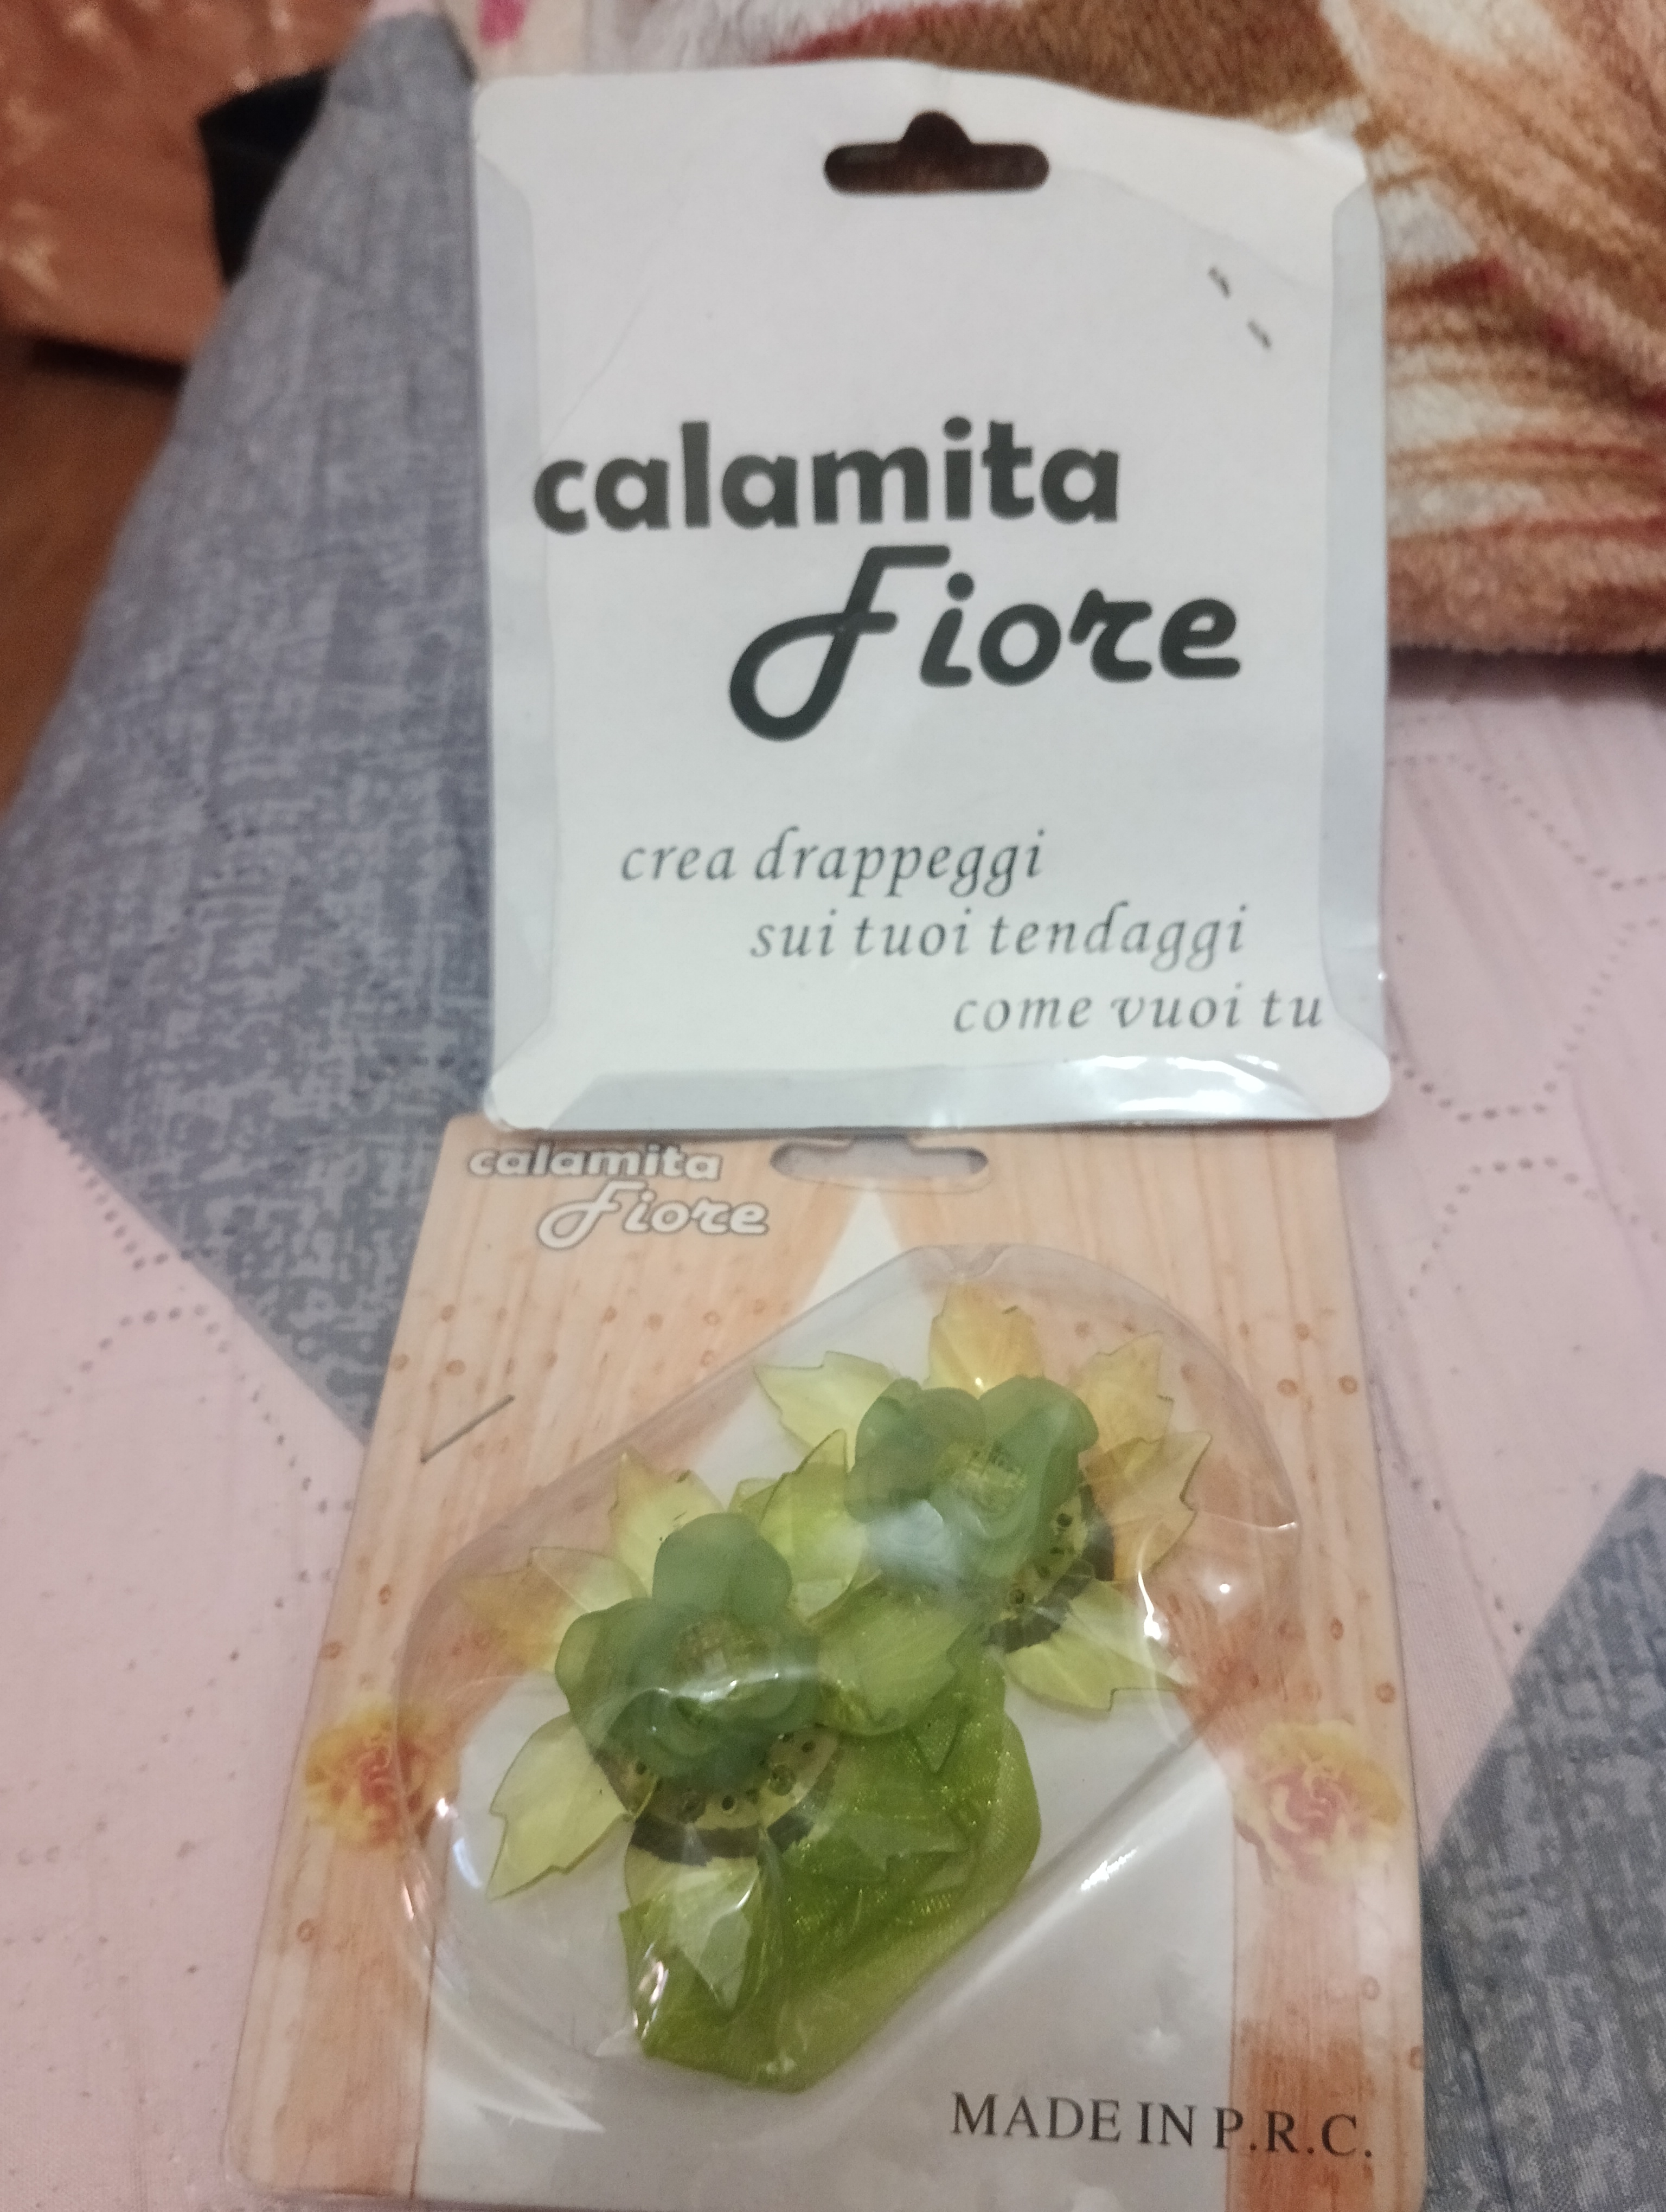 calamita
Fiore
crea drappeggi
sui tuoi tendaggi
come vuoi tu
calamita
Fiore
MADE IN P.R.C.